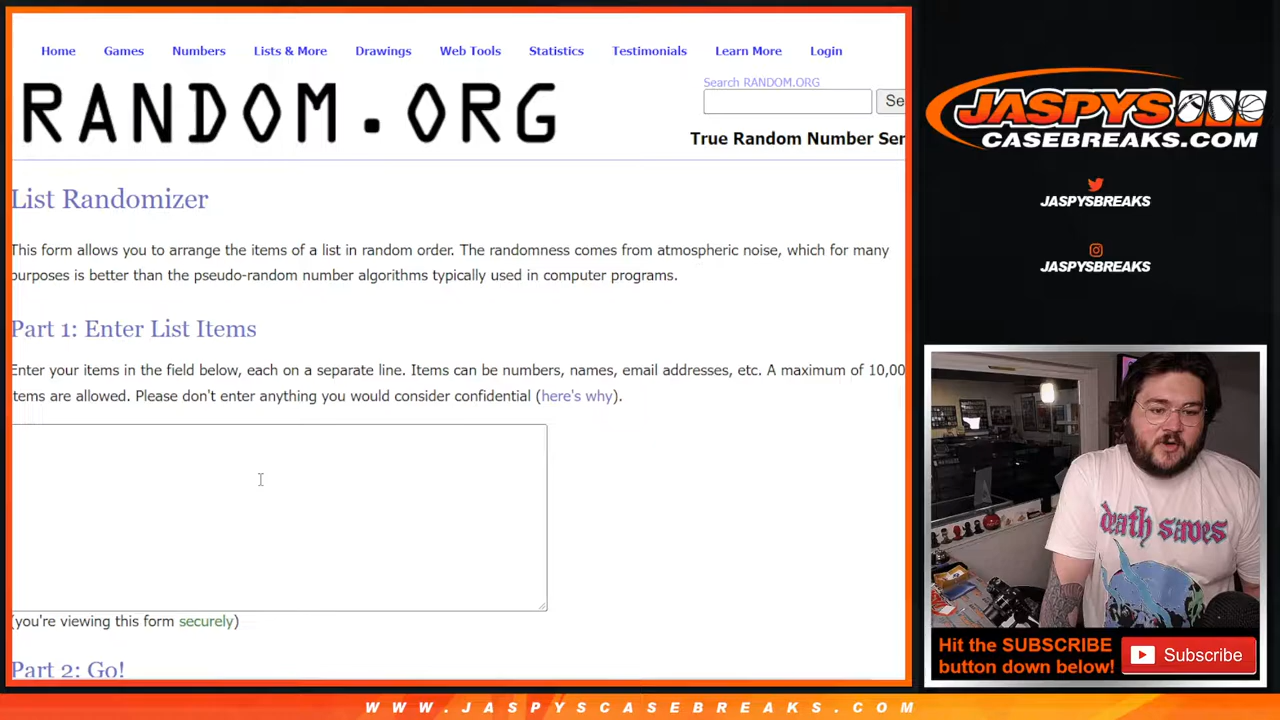 Home Games Numbers Lists & More Drawings Web Tools Statistics Testimonials Learn More Login
RANDOM.ORG
Search RANDOM.ORG
Se
True Random Number Ser
List Randomizer
This form allows you to arrange the items of a list in random order. The randomness comes from atmospheric noise, which for many
purposes is better than the pseudo-random number algorithms typically used in computer programs.
Part 1: Enter List Items
Enter your items in the field below, each on a separate line. Items can be numbers, names, email addresses, etc. A maximum of 10,00
items are allowed. Please don't enter anything you would consider confidential (here's why).
(you're viewing this form securely)
Part 2: Go!
JASPYS
CASEBREAKS.COM
JASPYSBREAKS
JASPYSBREAKS
death saves
Hit the SUBSCRIBE
button down below!
Subscribe
WWW.JASPYSCASEBREAKS.COM